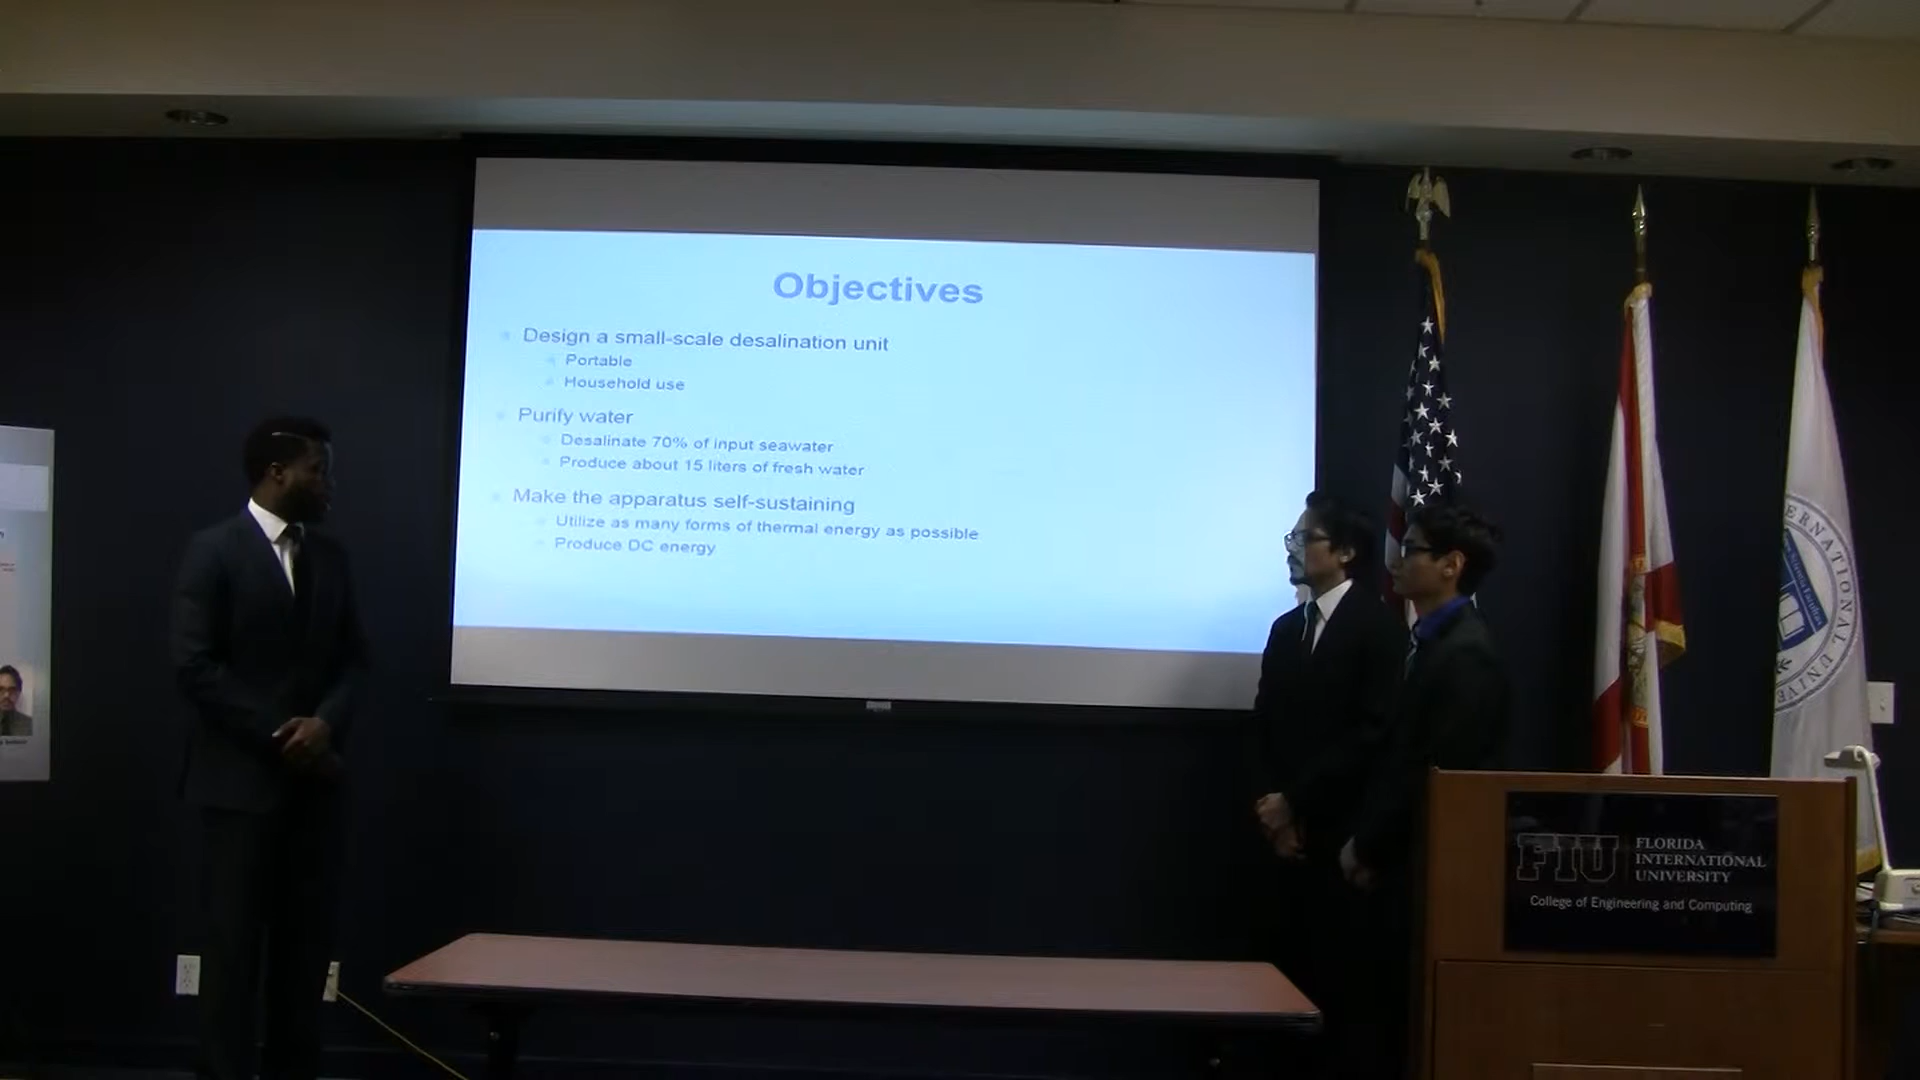 Objectives
Design a small-scale desalination unit
Portable
Household use
Purify water
Desalinate 70% of input seawater
Produce about 15 liters of fresh water
Make the apparatus self-sustaining
Utilize as many forms of thermal energy as possible
Produce DC energy
ERNATIONAL UNIVE
FIU
FLORIDA
INTERNATIONAL
UNIVERSITY
College of Engineering and Computing